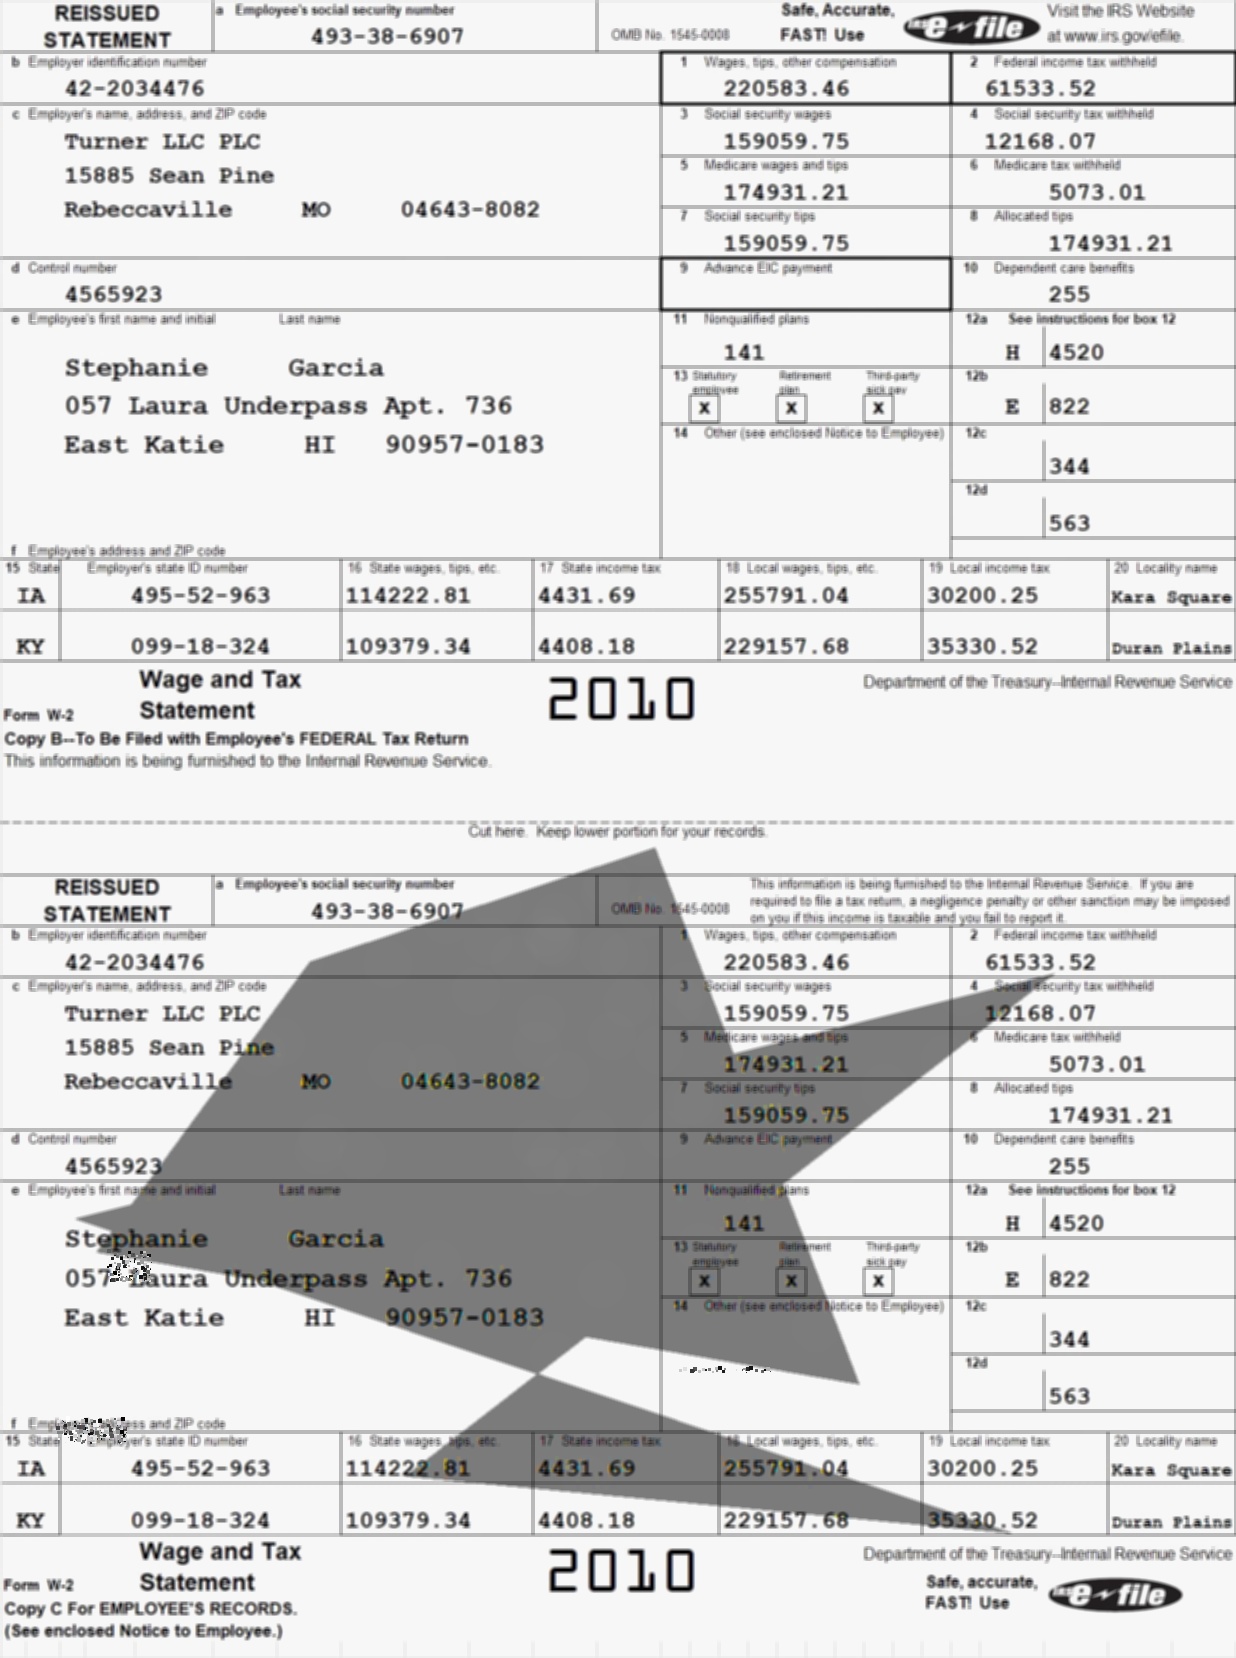 REISSUED STATEMENT
a Employee's social security number
493-38-6907
OMB No. 1545-0008
Safe, Accurate, FAST! Use
IRS e-file
Visit the IRS Website at www.irs.gov/efile.
b Employer identification number
42-2034476
1 Wages, tips, other compensation
220583.46
2 Federal income tax withheld
61533.52
c Employer's name, address, and ZIP code
Turner LLC PLC
15885 Sean Pine
Rebeccaville MO 04643-8082
3 Social security wages
159059.75
4 Social security tax withheld
12168.07
5 Medicare wages and tips
174931.21
6 Medicare tax withheld
5073.01
7 Social security tips
159059.75
8 Allocated tips
174931.21
d Control number
4565923
9 Advance EIC payment
10 Dependent care benefits
255
e Employee's first name and initial Last name
Stephanie Garcia
057 Laura Underpass Apt. 736
East Katie HI 90957-0183
11 Nonqualified plans
141
12a See instructions for box 12
H 4520
13 Statutory employee Retirement plan Third-party sick pay
X X X
12b
E 822
14 Other (see enclosed Notice to Employee)
12c
344
12d
563
f Employee's address and ZIP code
15 State Employer's state ID number 16 State wages, tips, etc. 17 State income tax 18 Local wages, tips, etc. 19 Local income tax 20 Locality name
IA 495-52-963 114222.81 4431.69 255791.04 30200.25 Kara Square
KY 099-18-324 109379.34 4408.18 229157.68 35330.52 Duran Plains
Form W-2
Wage and Tax Statement
2010
Department of the Treasury--Internal Revenue Service
Copy B--To Be Filed with Employee's FEDERAL Tax Return
This information is being furnished to the Internal Revenue Service.
Cut here. Keep lower portion for your records.
REISSUED STATEMENT
a Employee's social security number
493-38-6907
OMB No. 1545-0008
This information is being furnished to the Internal Revenue Service. If you are
required to file a tax return, a negligence penalty or other sanction may be imposed
on you if this income is taxable and you fail to report it.
b Employer identification number
42-2034476
1 Wages, tips, other compensation
220583.46
2 Federal income tax withheld
61533.52
c Employer's name, address, and ZIP code
Turner LLC PLC
15885 Sean Pine
Rebeccaville MO 04643-8082
3 Social security wages
159059.75
4 Social security tax withheld
12168.07
5 Medicare wages and tips
174931.21
6 Medicare tax withheld
5073.01
7 Social security tips
159059.75
8 Allocated tips
174931.21
d Control number
4565923
9 Advance EIC payment
10 Dependent care benefits
255
e Employee's first name and initial Last name
Stephanie Garcia
057 Laura Underpass Apt. 736
East Katie HI 90957-0183
11 Nonqualified plans
141
12a See instructions for box 12
H 4520
13 Statutory employee Retirement plan Third-party sick pay
X X X
12b
E 822
14 Other (see enclosed Notice to Employee)
12c
344
12d
563
f Employee's address and ZIP code
15 State Employer's state ID number 16 State wages, tips, etc. 17 State income tax 18 Local wages, tips, etc. 19 Local income tax 20 Locality name
IA 495-52-963 114222.81 4431.69 255791.04 30200.25 Kara Square
KY 099-18-324 109379.34 4408.18 229157.68 35330.52 Duran Plains
Form W-2
Wage and Tax Statement
2010
Department of the Treasury--Internal Revenue Service
Copy C For EMPLOYEE'S RECORDS.
(See enclosed Notice to Employee.)
Safe, accurate, FAST! Use
IRS e-file